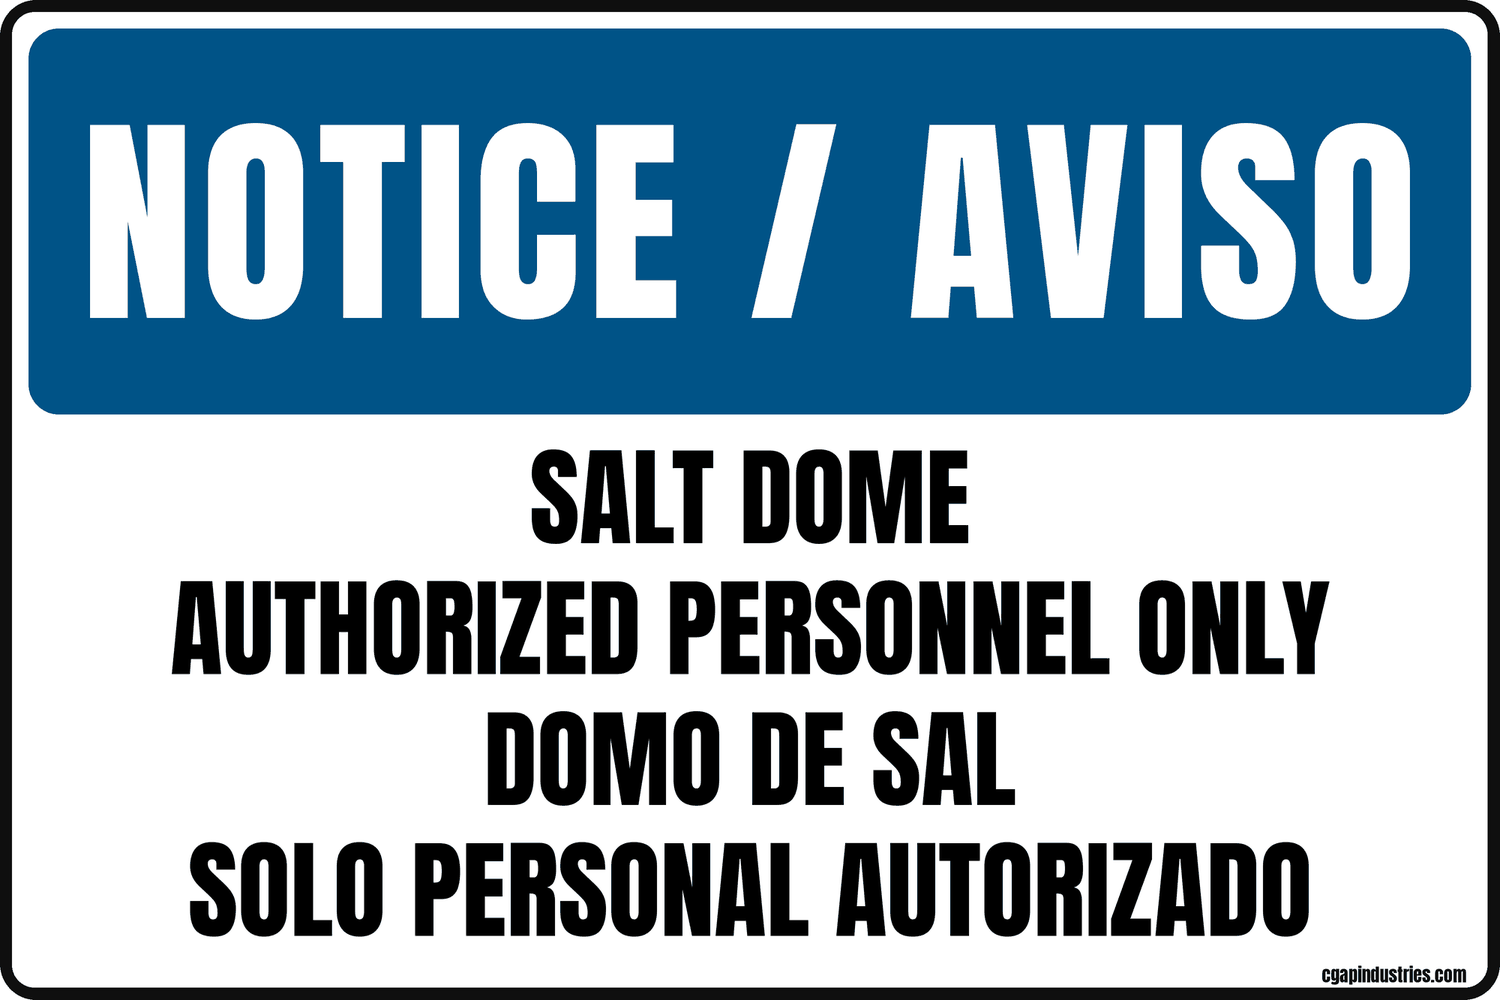 NOTICE / AVISO
SALT DOME
AUTHORIZED PERSONNEL ONLY
DOMO DE SAL
SOLO PERSONAL AUTORIZADO
cgapindustries.com